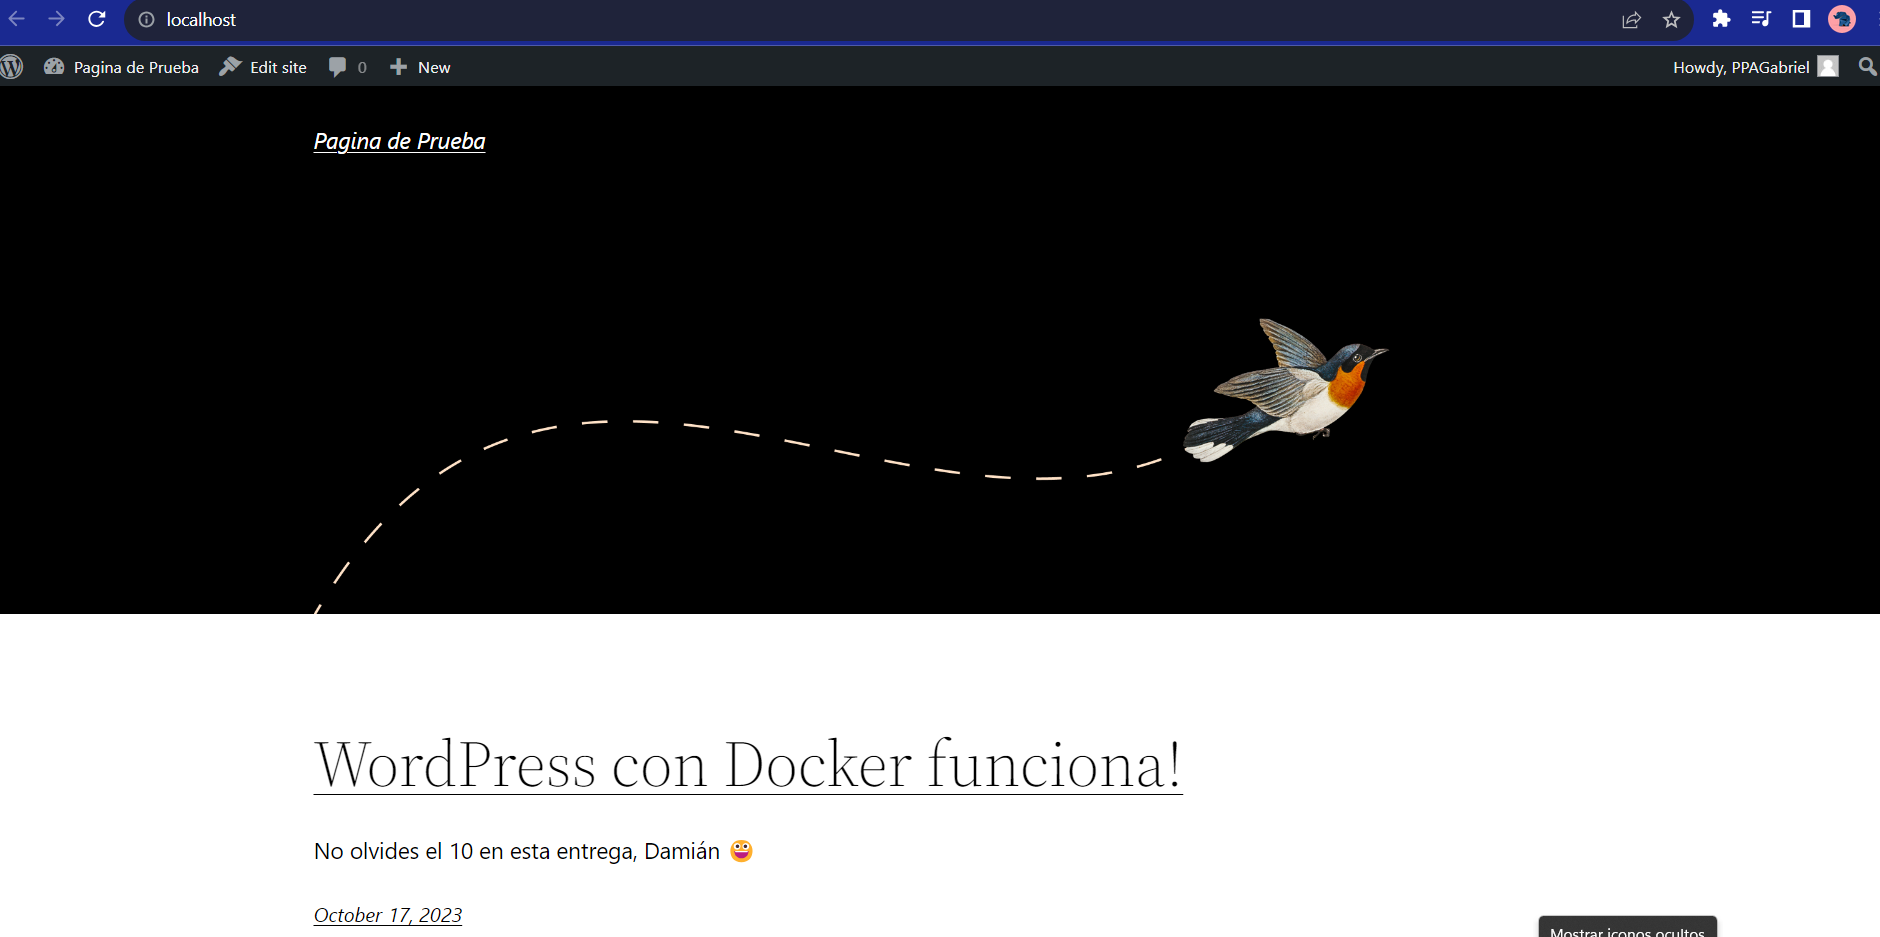 localhost
Pagina de Prueba Edit site 0 New Howdy, PPAGabriel
Pagina de Prueba
WordPress con Docker funciona!
No olvides el 10 en esta entrega, Damián 😀
October 17, 2023
Mostrar iconos ocultos